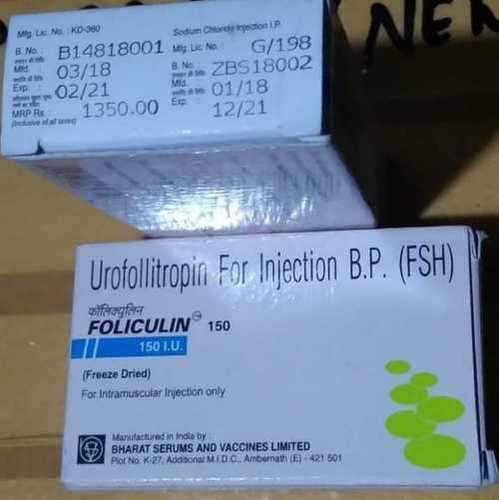 NEW
Mfg. Lic. No. : KD-360
B. No. : B14818001
Mfd. 03/18
Exp. : 02/21
MRP Rs. : 1350.00
(Inclusive of all taxes)
Sodium Chloride Injection I.P.
Mfg. Lic. No. G/198
B. No. : ZBS18002
Mfd. : 01/18
Exp. : 12/21
Urofollitropin For Injection B.P. (FSH)
फॉलिक्युलिन
FOLICULIN 150
150 I.U.
(Freeze Dried)
For Intramuscular Injection only
Manufactured in India by :
BHARAT SERUMS AND VACCINES LIMITED
Plot No. K-27, Additional M.I.D.C., Ambernath (E) - 421 501